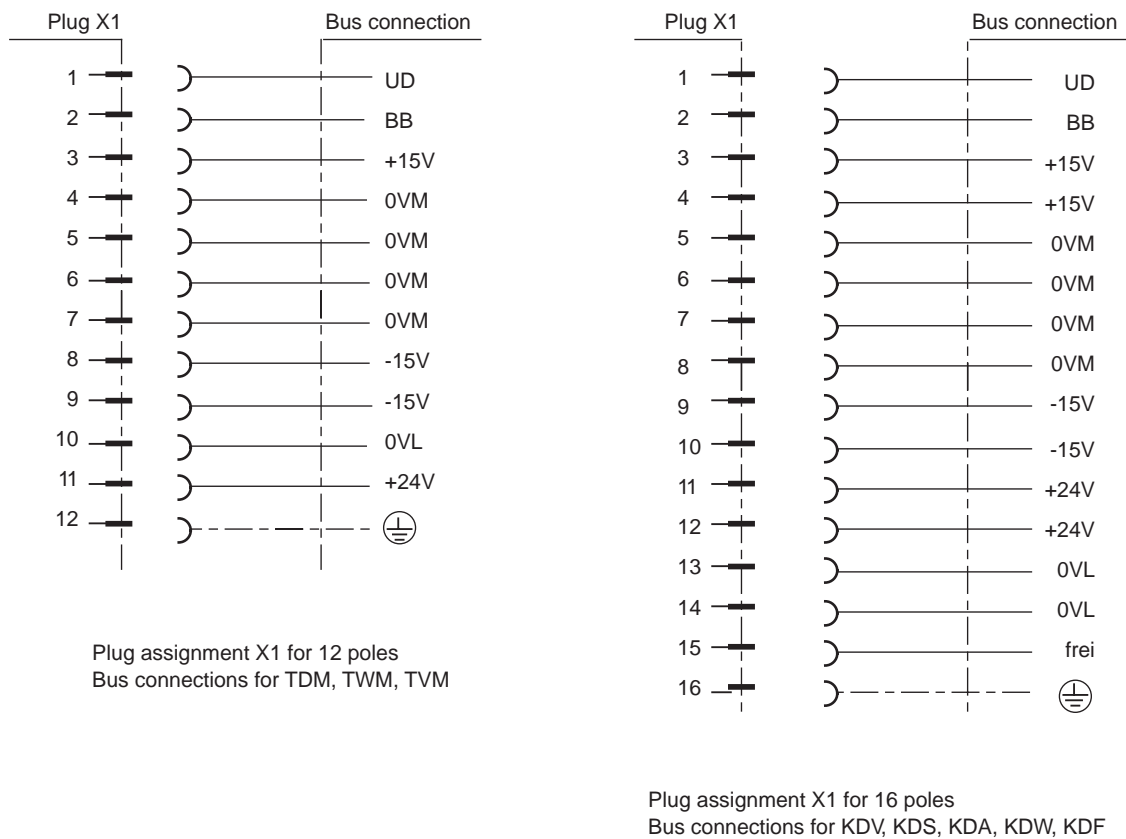 Plug X1 Bus connection
1 UD
2 BB
3 +15V
4 0VM
5 0VM
6 0VM
7 0VM
8 -15V
9 -15V
10 0VL
11 +24V
12
Plug assignment X1 for 12 poles
Bus connections for TDM, TWM, TVM
Plug X1 Bus connection
1 UD
2 BB
3 +15V
4 +15V
5 0VM
6 0VM
7 0VM
8 0VM
9 -15V
10 -15V
11 +24V
12 +24V
13 0VL
14 0VL
15 frei
16
Plug assignment X1 for 16 poles
Bus connections for KDV, KDS, KDA, KDW, KDF